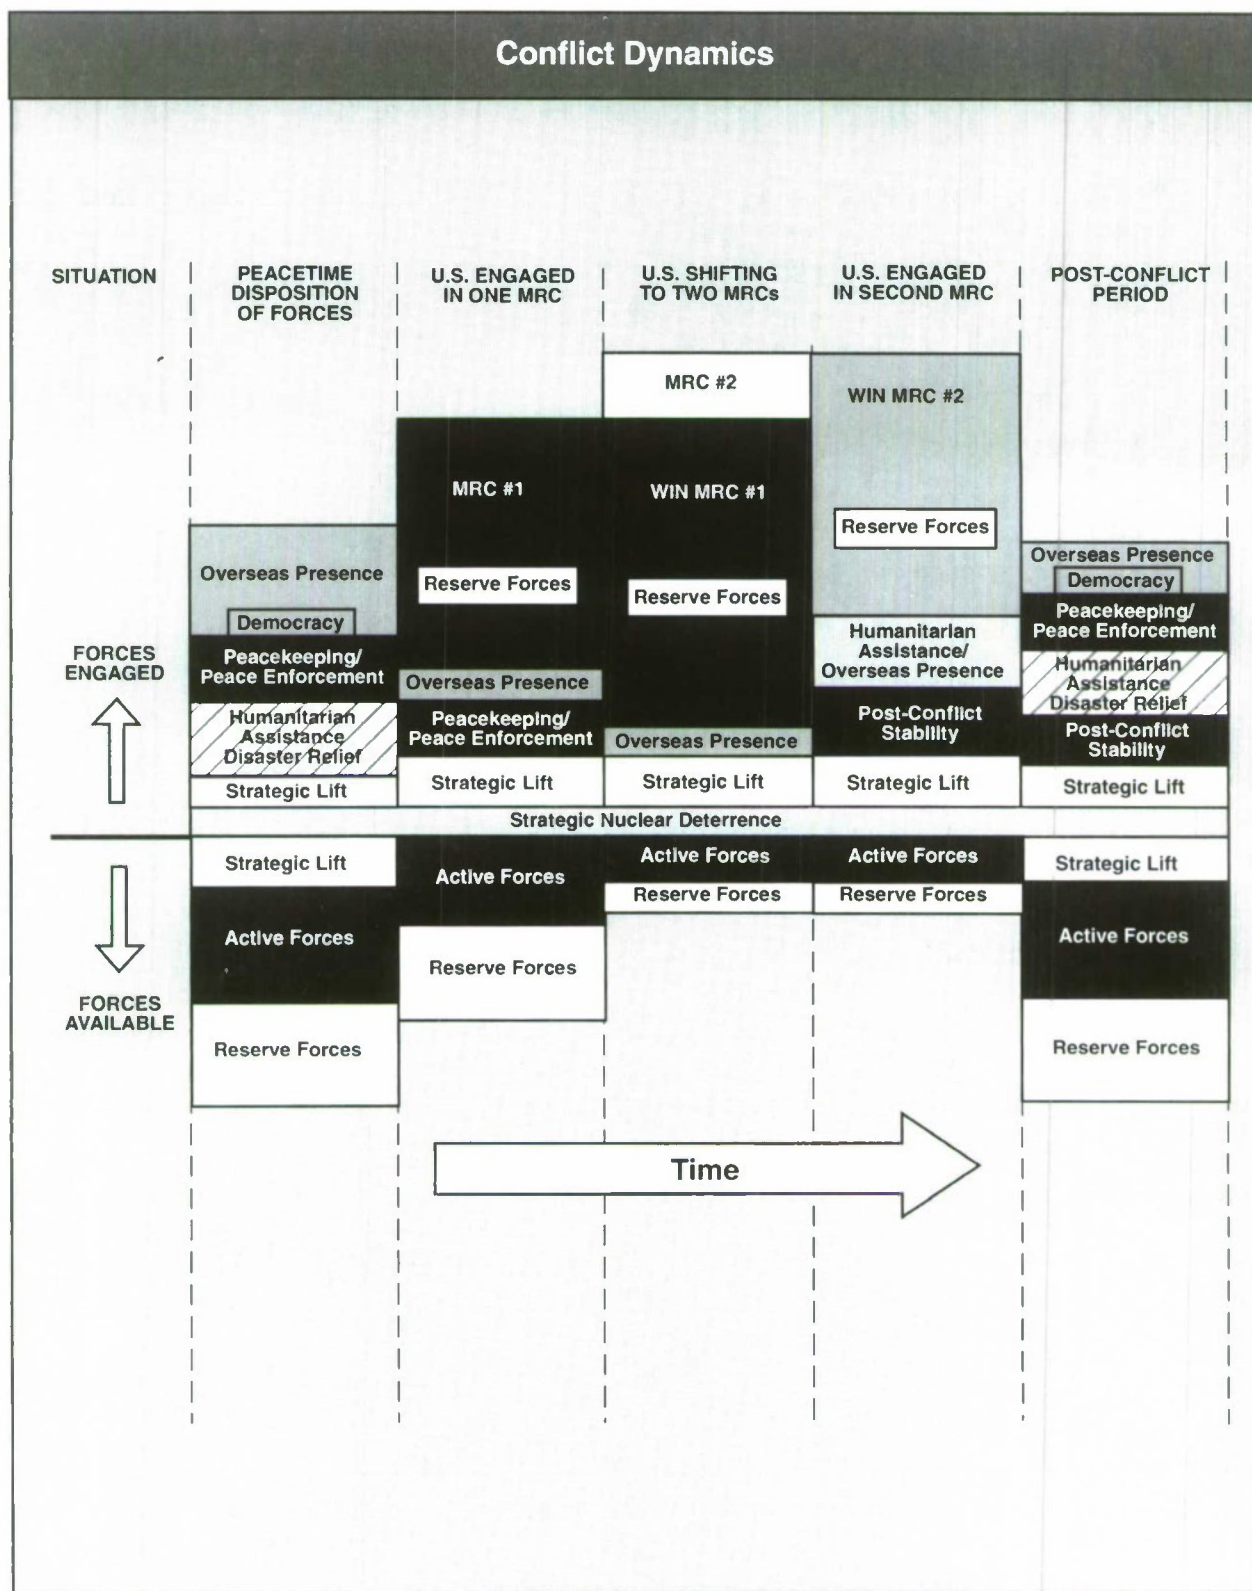 Conflict Dynamics
SITUATION
PEACETIME
DISPOSITION
OF FORCES
U.S. ENGAGED
IN ONE MRC
U.S. SHIFTING
TO TWO MRCs
U.S. ENGAGED
IN SECOND MRC
POST-CONFLICT
PERIOD
FORCES
ENGAGED
FORCES
AVAILABLE
Overseas Presence
Democracy
Peacekeeping/
Peace Enforcement
Humanitarian
Assistance
Disaster Relief
Strategic Lift
MRC #1
Reserve Forces
Overseas Presence
Peacekeeping/
Peace Enforcement
Strategic Lift
MRC #2
WIN MRC #1
Reserve Forces
Overseas Presence
Strategic Lift
WIN MRC #2
Reserve Forces
Humanitarian
Assistance/
Overseas Presence
Post-Conflict
Stability
Strategic Lift
Overseas Presence
Democracy
Peacekeeping/
Peace Enforcement
Humanitarian
Assistance
Disaster Relief
Post-Conflict
Stability
Strategic Lift
Strategic Nuclear Deterrence
Strategic Lift
Active Forces
Reserve Forces
Active Forces
Reserve Forces
Active Forces
Reserve Forces
Active Forces
Reserve Forces
Strategic Lift
Active Forces
Reserve Forces
Time